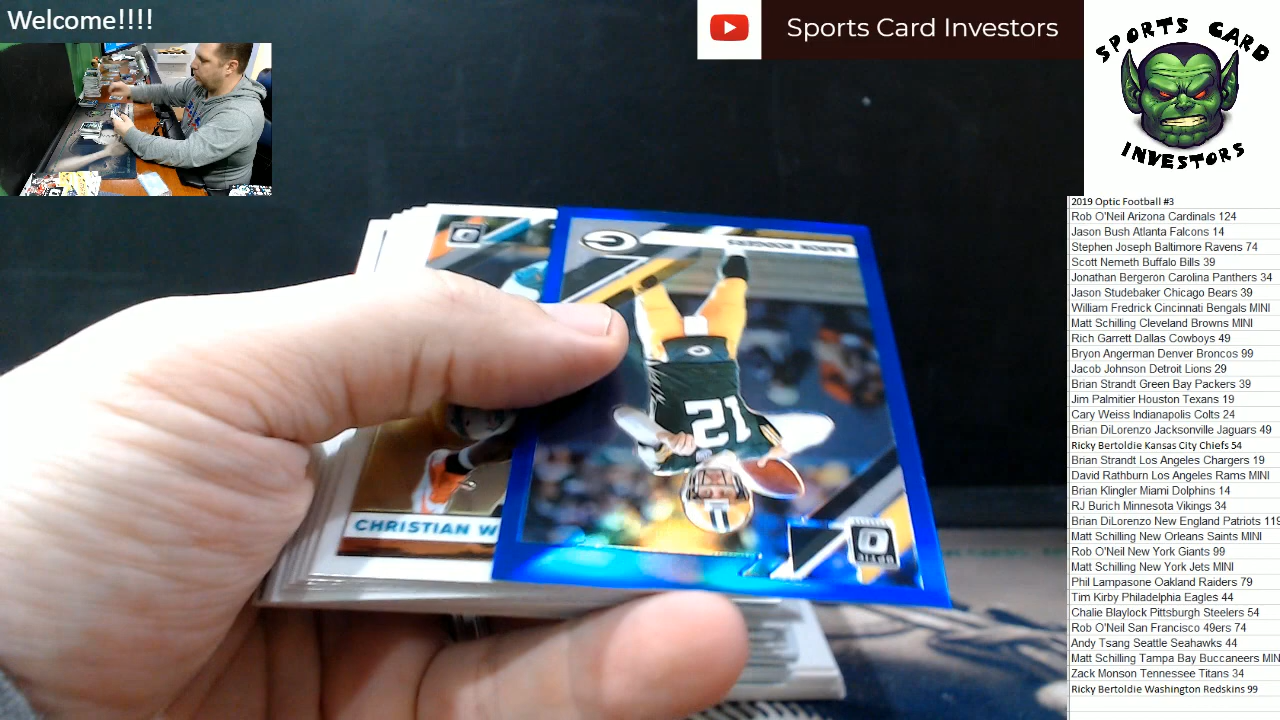 Welcome!!!!
Sports Card Investors
SPORTS CARD
INVESTORS
2019 Optic Football #3
Rob O'Neil Arizona Cardinals 124
Jason Bush Atlanta Falcons 14
Stephen Joseph Baltimore Ravens 74
Scott Nemeth Buffalo Bills 39
Jonathan Bergeron Carolina Panthers 34
Jason Studebaker Chicago Bears 39
William Fredrick Cincinnati Bengals MINI
Matt Schilling Cleveland Browns MINI
Rich Garrett Dallas Cowboys 49
Bryon Angerman Denver Broncos 99
Jacob Johnson Detroit Lions 29
Brian Strandt Green Bay Packers 39
Jim Palmitier Houston Texans 19
Cary Weiss Indianapolis Colts 24
Brian DiLorenzo Jacksonville Jaguars 49
Ricky Bertoldie Kansas City Chiefs 54
Brian Strandt Los Angeles Chargers 19
David Rathburn Los Angeles Rams MINI
Brian Klingler Miami Dolphins 14
RJ Burich Minnesota Vikings 34
Brian DiLorenzo New England Patriots
Matt Schilling New Orleans Saints MINI
Rob O'Neil New York Giants 99
Matt Schilling New York Jets MINI
Phil Lampasone Oakland Raiders 79
Tim Kirby Philadelphia Eagles 44
Chalie Blaylock Pittsburgh Steelers 54
Rob O'Neil San Francisco 49ers 74
Andy Tsang Seattle Seahawks 44
Matt Schilling Tampa Bay Buccaneers MIN
Zack Monson Tennessee Titans 34
Ricky Bertoldie Washington Redskins 99
AARON RODGERS
12
CHRISTIAN W